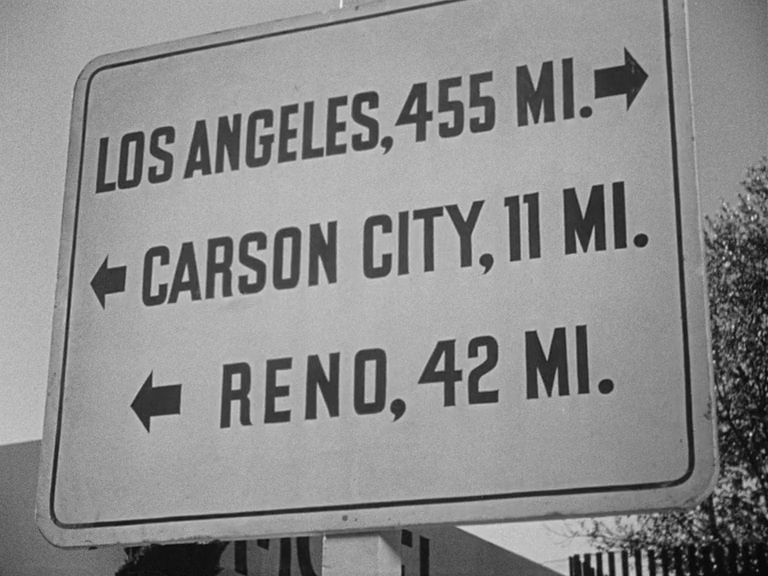 LOS ANGELES, 455 MI.
CARSON CITY, 11 MI.
RENO, 42 MI.